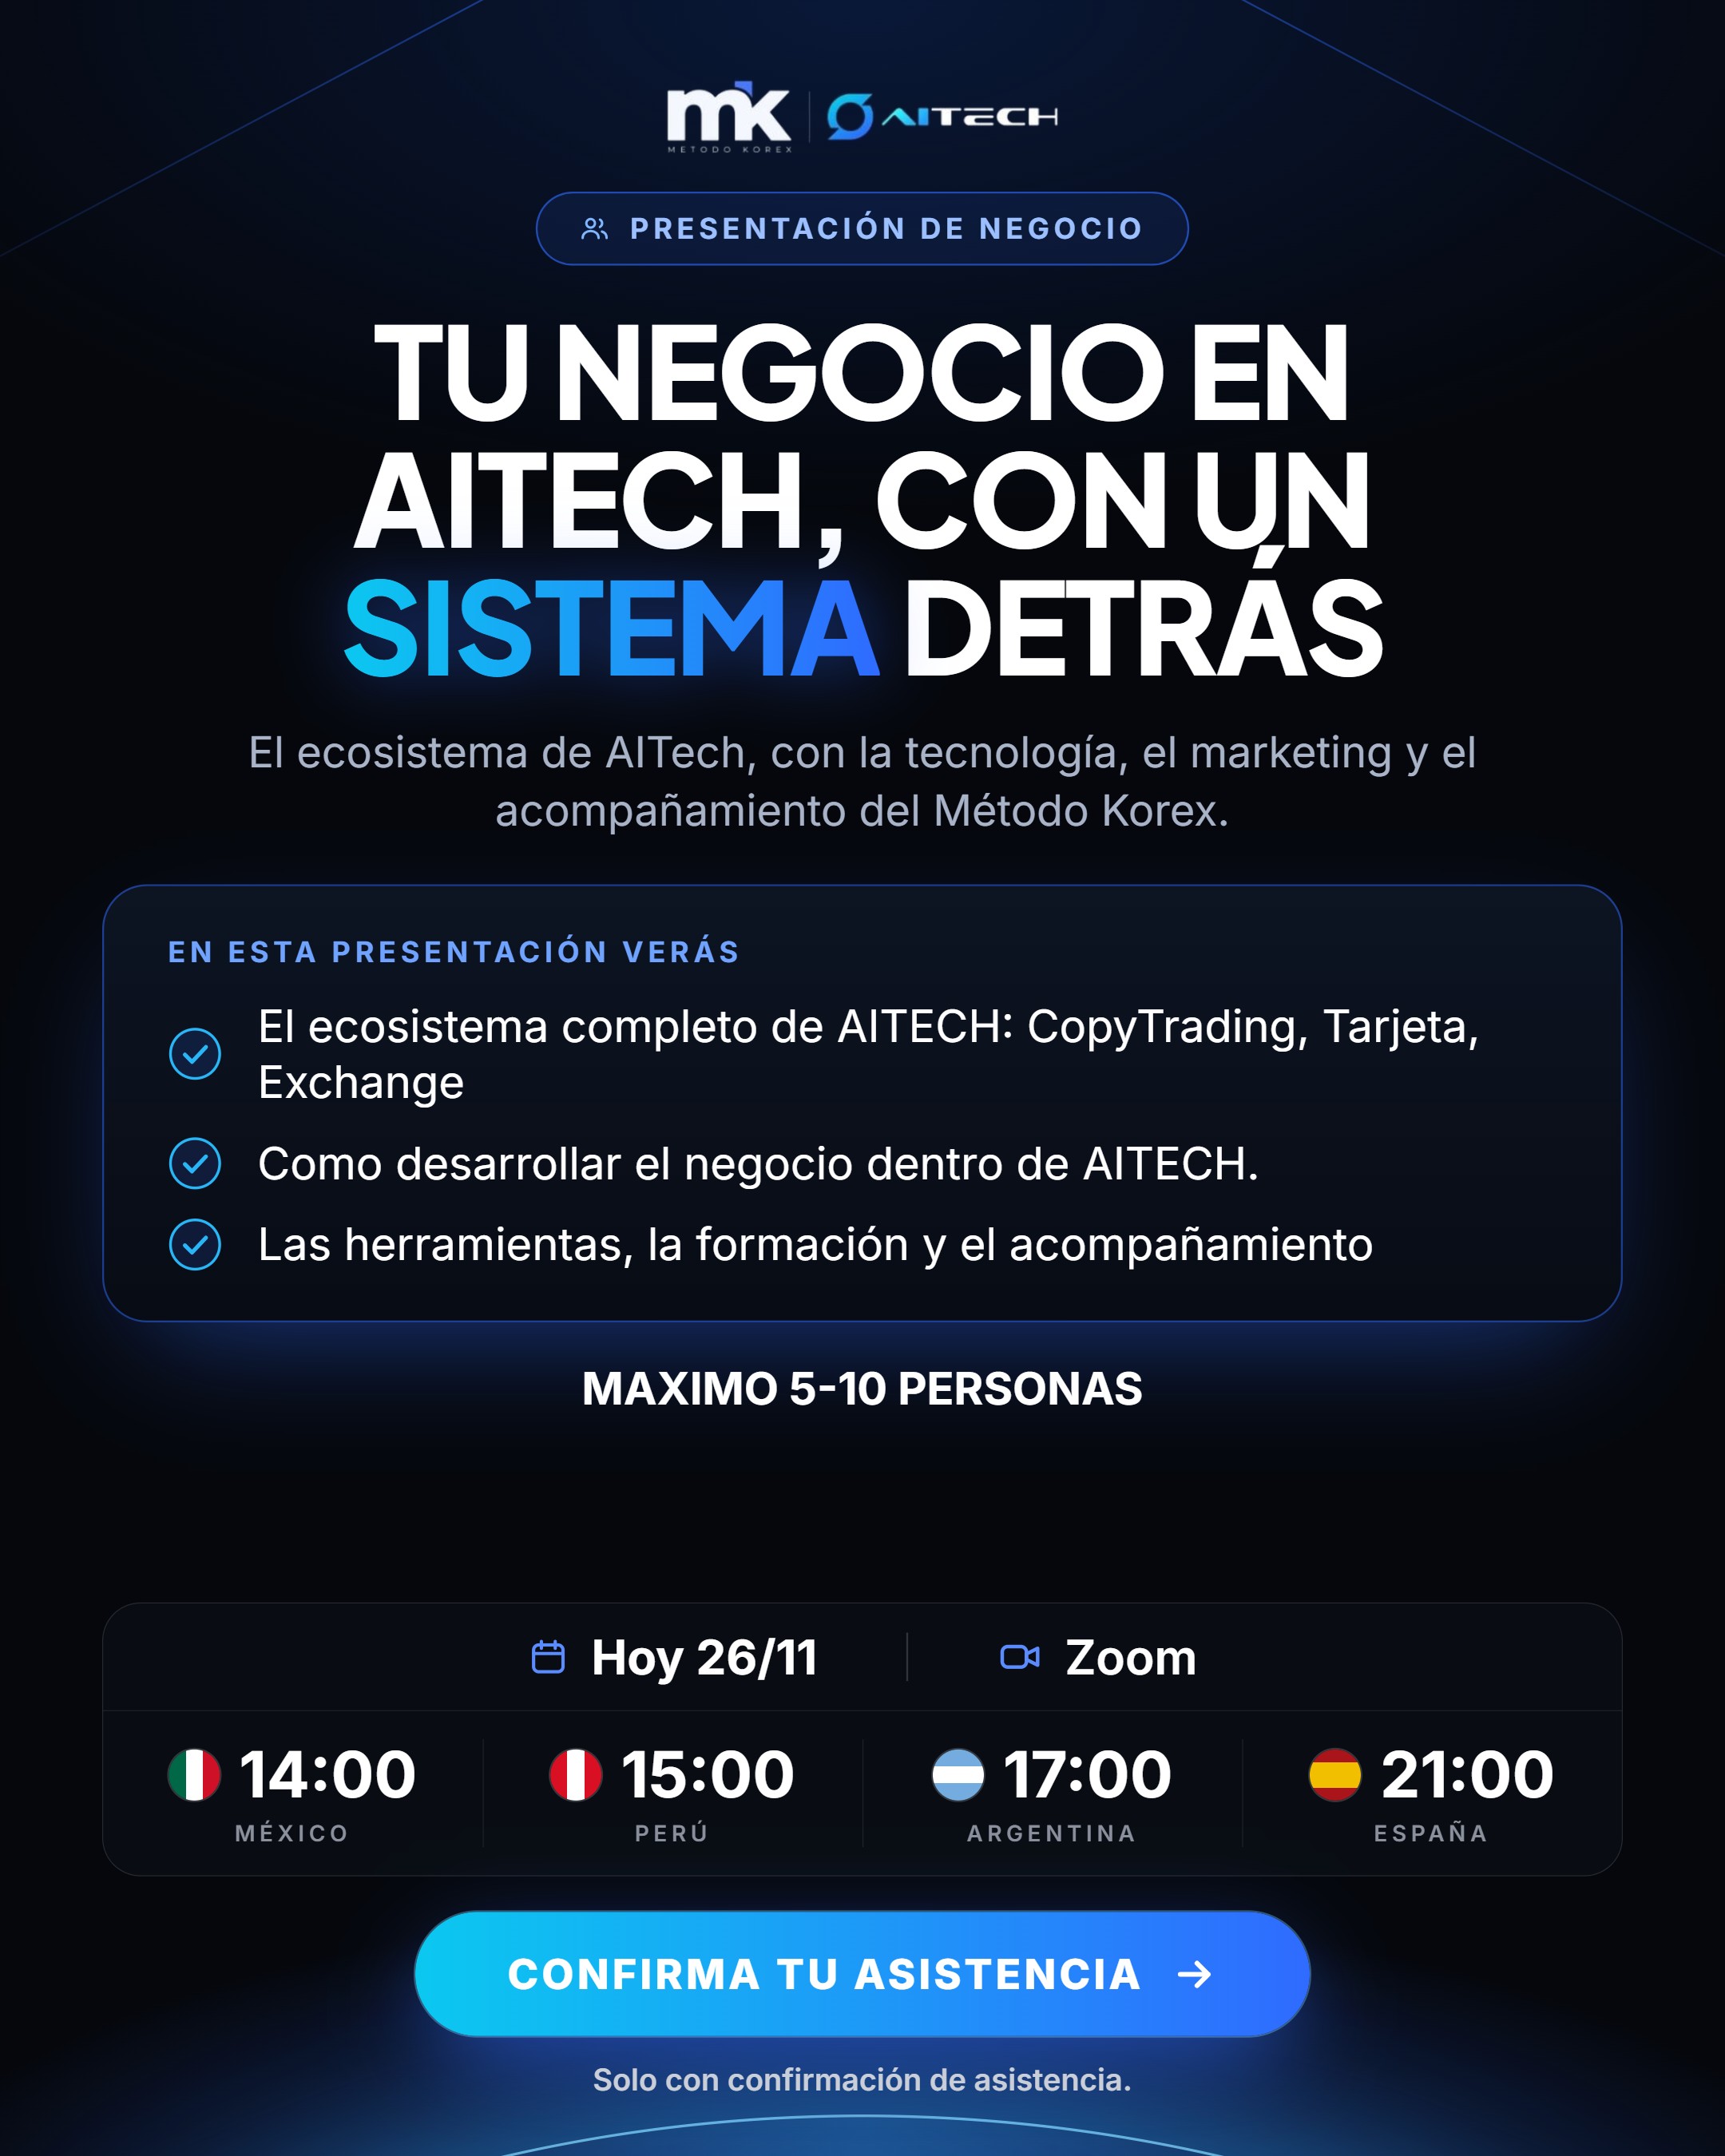 mk
METODO KOREX
AITECH
PRESENTACIÓN DE NEGOCIO
TU NEGOCIO EN
AITECH, CON UN
SISTEMA DETRÁS
El ecosistema de AITech, con la tecnología, el marketing y el
acompañamiento del Método Korex.
EN ESTA PRESENTACIÓN VERÁS
El ecosistema completo de AITECH: CopyTrading, Tarjeta,
Exchange
Como desarrollar el negocio dentro de AITECH.
Las herramientas, la formación y el acompañamiento
MAXIMO 5-10 PERSONAS
Hoy 26/11
Zoom
14:00
MÉXICO
15:00
PERÚ
17:00
ARGENTINA
21:00
ESPAÑA
CONFIRMA TU ASISTENCIA →
Solo con confirmación de asistencia.